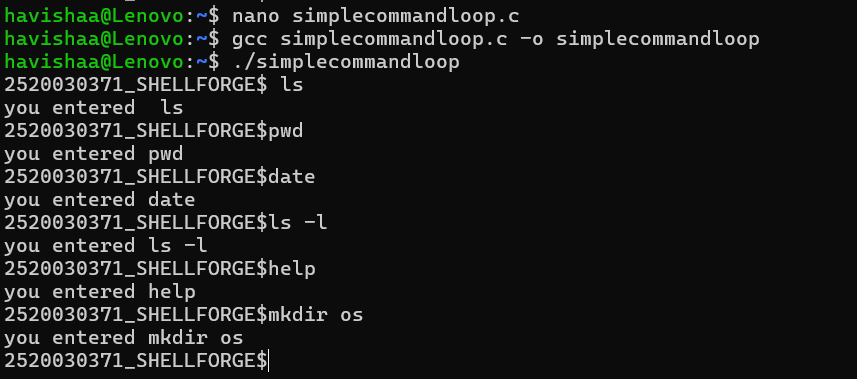 havishaa@Lenovo:~$ nano simplecommandloop.c
havishaa@Lenovo:~$ gcc simplecommandloop.c -o simplecommandloop
havishaa@Lenovo:~$ ./simplecommandloop
2520030371_SHELLFORGE$ ls
you entered  ls
2520030371_SHELLFORGE$pwd
you entered pwd
2520030371_SHELLFORGE$date
you entered date
2520030371_SHELLFORGE$ls -l
you entered ls -l
2520030371_SHELLFORGE$help
you entered help
2520030371_SHELLFORGE$mkdir os
you entered mkdir os
2520030371_SHELLFORGE$